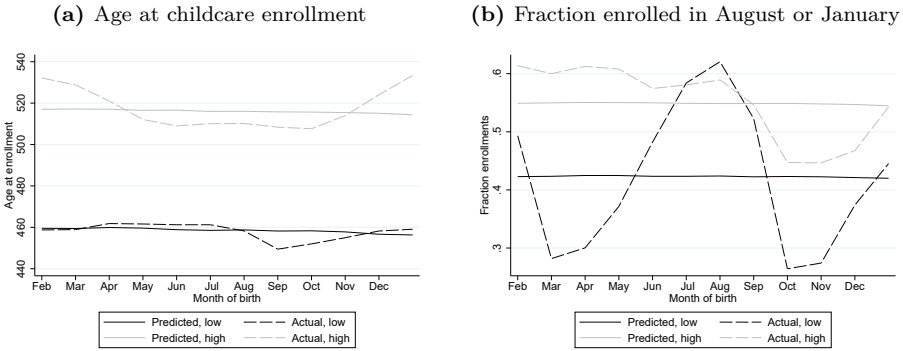 (a) Age at childcare enrollment
Age at enrollment
540
520
500
480
460
440
Feb Mar Apr May Jun Jul Aug Sep Oct Nov Dec
Month of birth
Predicted, low Actual, low
Predicted, high Actual, high
(b) Fraction enrolled in August or January
Fraction enrollments
.6
.5
.4
.3
Feb Mar Apr May Jun Jul Aug Sep Oct Nov Dec
Month of birth
Predicted, low Actual, low
Predicted, high Actual, high